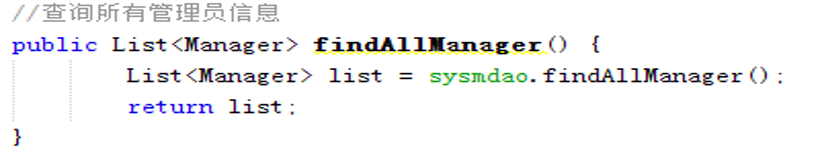 //查询所有管理员信息
public List<Manager> findAllManager() {
List<Manager> list = sysmdao.findAllManager();
return list;
}